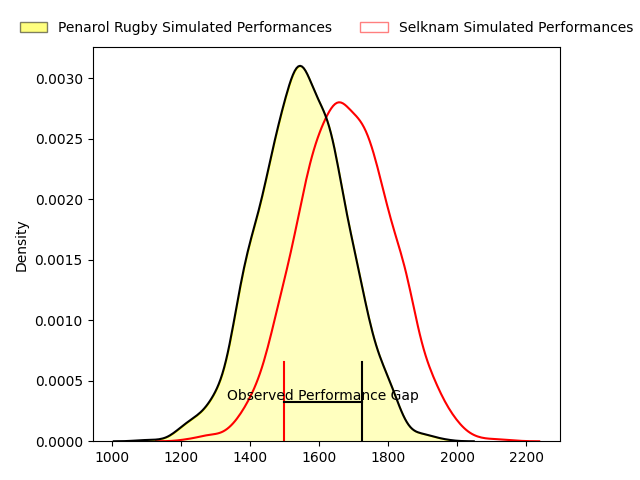 Penarol Rugby Simulated Performances Selknam Simulated Performances
0.0030
0.0025
0.0020
0.0015
0.0010
0.0005
0.0000
Density
Observed Performance Gap
1000 1200 1400 1600 1800 2000 2200